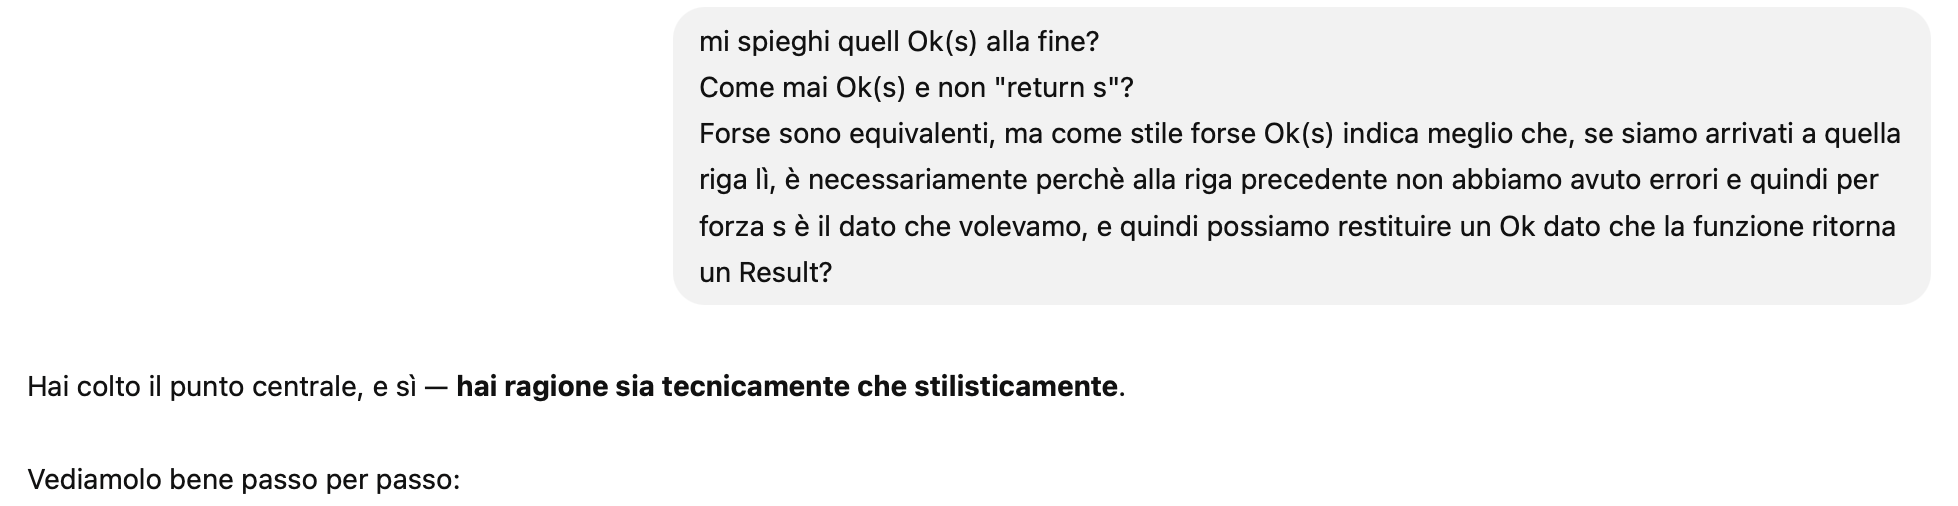 mi spieghi quell Ok(s) alla fine?
Come mai Ok(s) e non "return s"?
Forse sono equivalenti, ma come stile forse Ok(s) indica meglio che, se siamo arrivati a quella
riga lì, è necessariamente perchè alla riga precedente non abbiamo avuto errori e quindi per
forza s è il dato che volevamo, e quindi possiamo restituire un Ok dato che la funzione ritorna
un Result?
Hai colto il punto centrale, e sì — hai ragione sia tecnicamente che stilisticamente.
Vediamolo bene passo per passo: